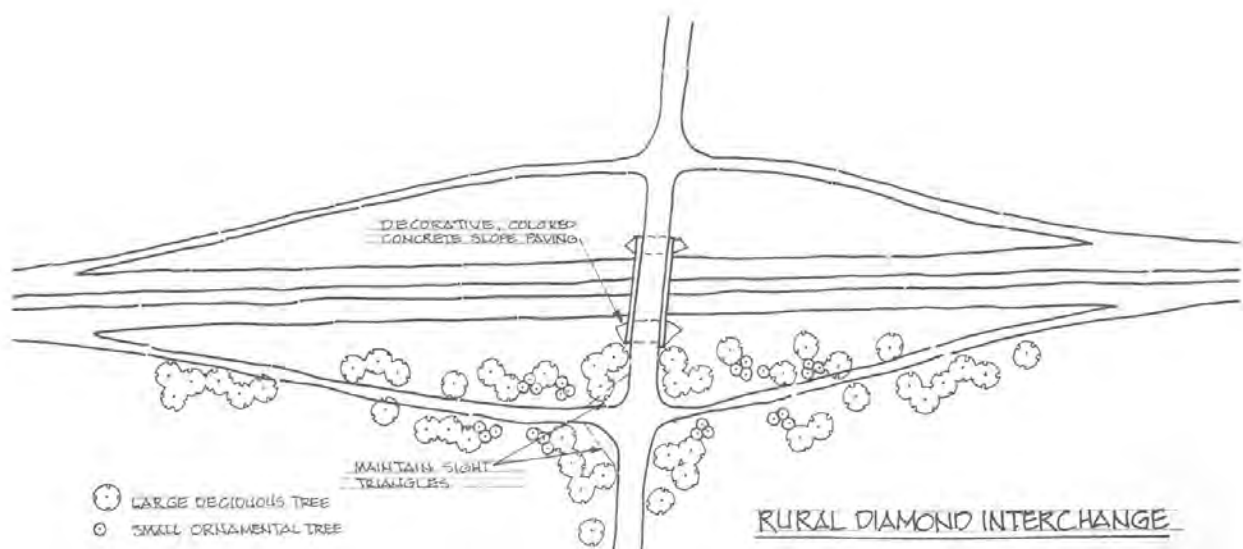 DECORATIVE, COLORED
CONCRETE SLOPE PAVING
MAINTAIN SIGHT
TRIANGLES
LARGE DECIDUOUS TREE
SMALL ORNAMENTAL TREE
RURAL DIAMOND INTERCHANGE